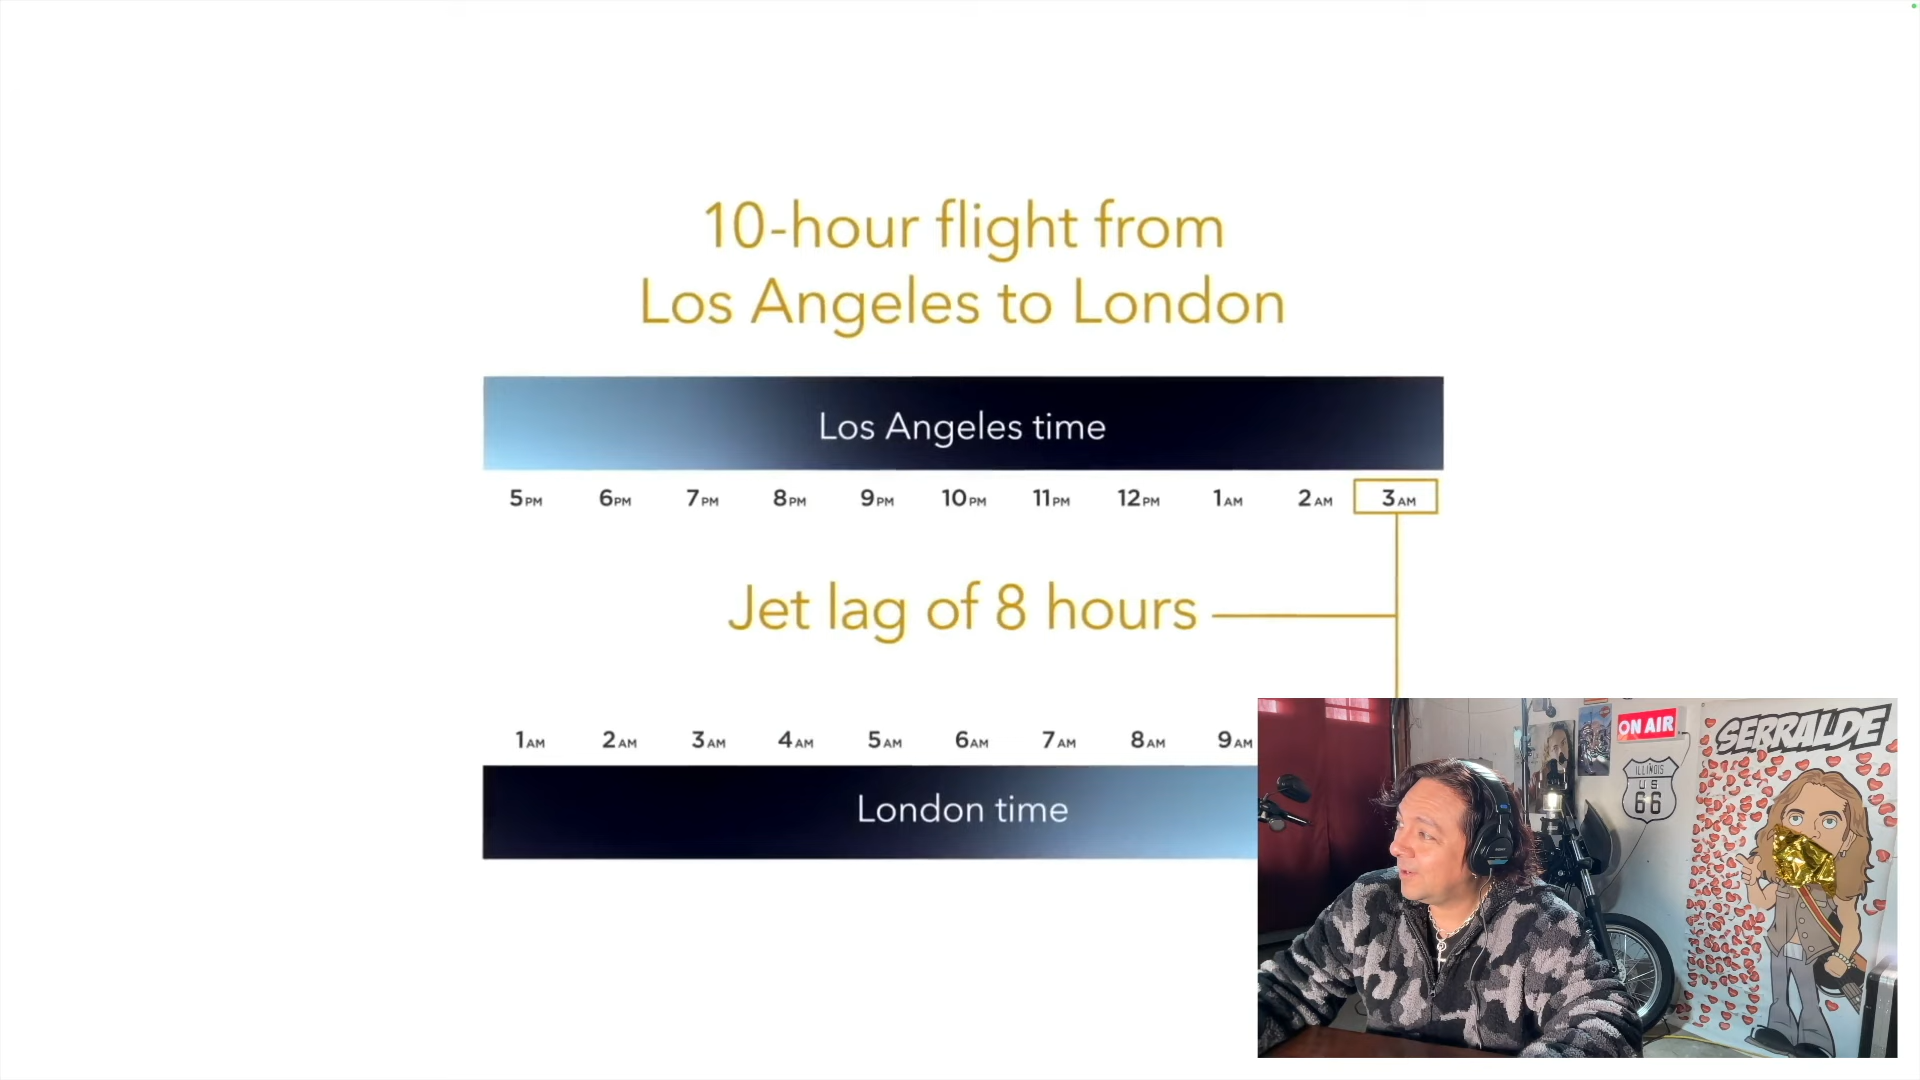 10-hour flight from
Los Angeles to London
Los Angeles time
5PM 6PM 7PM 8PM 9PM 10PM 11PM 12PM 1AM 2AM 3AM
Jet lag of 8 hours
1AM 2AM 3AM 4AM 5AM 6AM 7AM 8AM 9AM
London time
ON AIR
SERRALDE
ILLINOIS
US
66